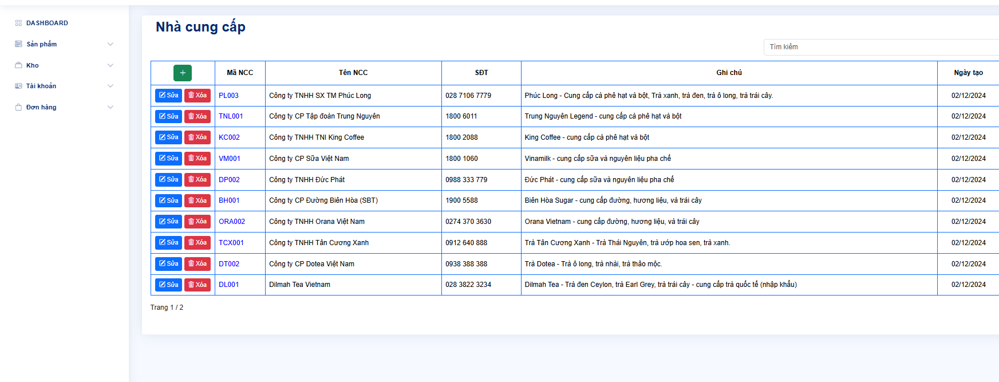 DASHBOARD
Sản phẩm
Kho
Tài khoản
Đơn hàng
Nhà cung cấp
Tìm kiếm
+ Mã NCC Tên NCC SĐT Ghi chú Ngày tạo
Sửa Xóa PL003 Công ty TNHH SX TM Phúc Long 028 7106 7779 Phúc Long - Cung cấp cà phê hạt và bột, Trà xanh, trà đen, trà ô long, trà trái cây. 02/12/2024
Sửa Xóa TNL001 Công ty CP Tập đoàn Trung Nguyên 1800 6011 Trung Nguyên Legend - cung cấp cà phê hạt và bột 02/12/2024
Sửa Xóa KC002 Công ty TNHH TNI King Coffee 1800 2088 King Coffee - cung cấp cà phê hạt và bột 02/12/2024
Sửa Xóa VM001 Công ty CP Sữa Việt Nam 1800 1060 Vinamilk - cung cấp sữa và nguyên liệu pha chế 02/12/2024
Sửa Xóa DP002 Công ty TNHH Đức Phát 0988 333 779 Đức Phát - cung cấp sữa và nguyên liệu pha chế 02/12/2024
Sửa Xóa BH001 Công ty CP Đường Biên Hòa (SBT) 1900 5588 Biên Hòa Sugar - cung cấp đường, hương liệu, và trái cây 02/12/2024
Sửa Xóa ORA002 Công ty TNHH Orana Việt Nam 0274 370 3630 Orana Vietnam - cung cấp đường, hương liệu, và trái cây 02/12/2024
Sửa Xóa TCX001 Công ty TNHH Tân Cương Xanh 0912 640 888 Trà Tân Cương Xanh - Trà Thái Nguyên, trà ướp hoa sen, trà xanh. 02/12/2024
Sửa Xóa DT002 Công ty CP Dotea Việt Nam 0938 388 388 Trà Dotea - Trà ô long, trà nhài, trà thảo mộc. 02/12/2024
Sửa Xóa DL001 Dilmah Tea Vietnam 028 3822 3234 Dilmah Tea - Trà đen Ceylon, trà Earl Grey, trà trái cây - cung cấp trà quốc tế (nhập khẩu) 02/12/2024
Trang 1 / 2